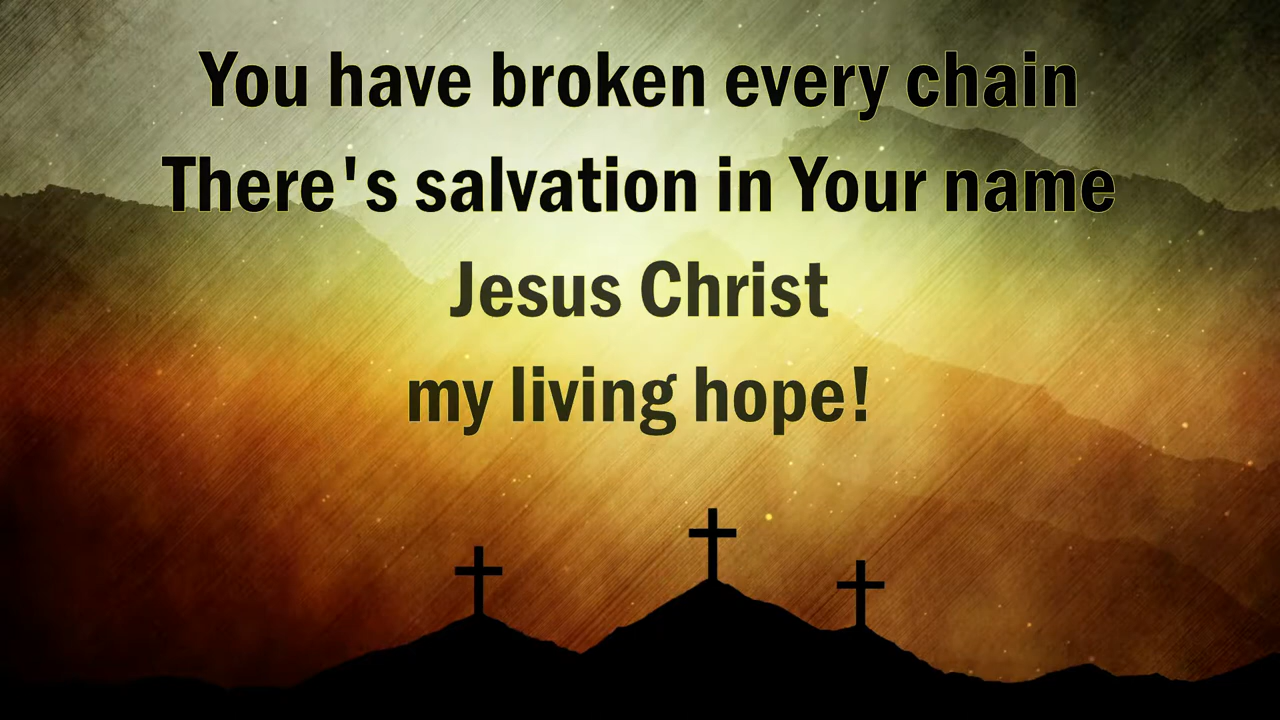 You have broken every chain
There's salvation in Your name
Jesus Christ
my living hope!